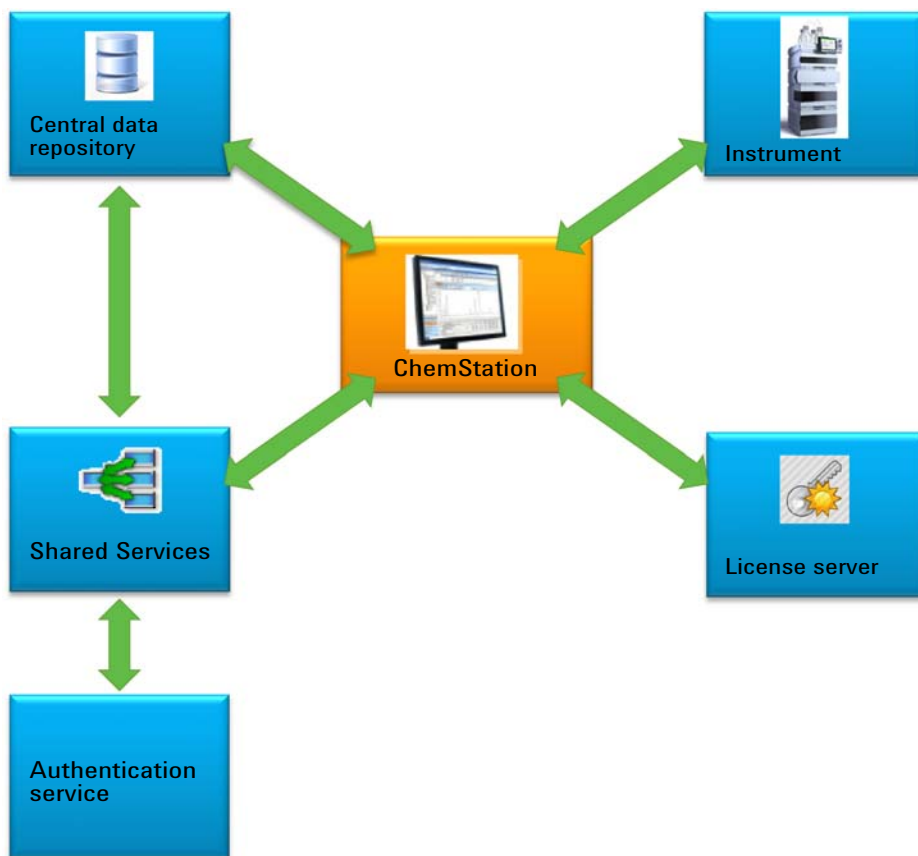 Central data
repository
Instrument
ChemStation
Shared Services
License server
Authentication
service